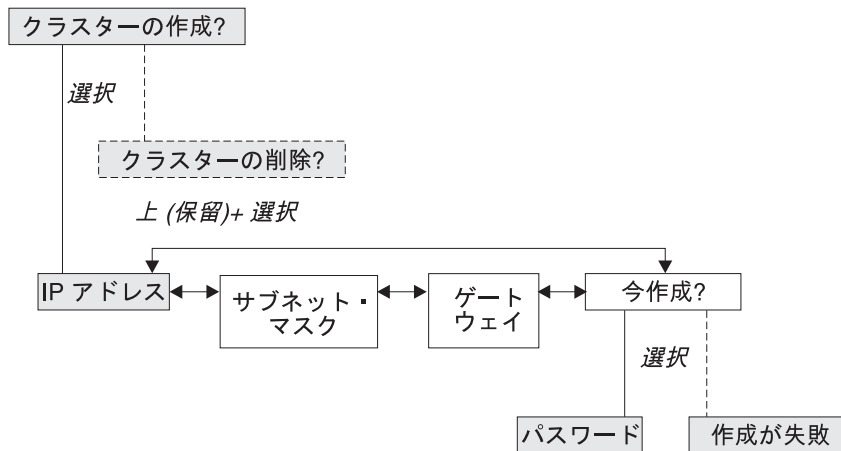 クラスターの作成?
選択
クラスターの削除?
上 (保留)+ 選択
IP アドレス
サブネット・
マスク
ゲート
ウェイ
今作成?
選択
パスワード
作成が失敗